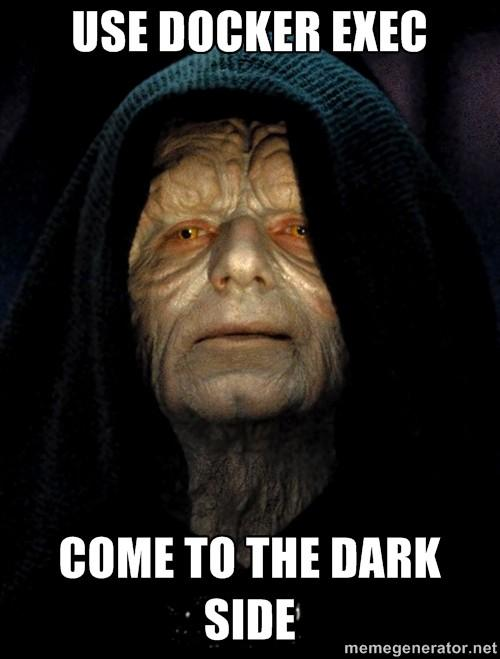 USE DOCKER EXEC
COME TO THE DARK
SIDE
memegenerator.net